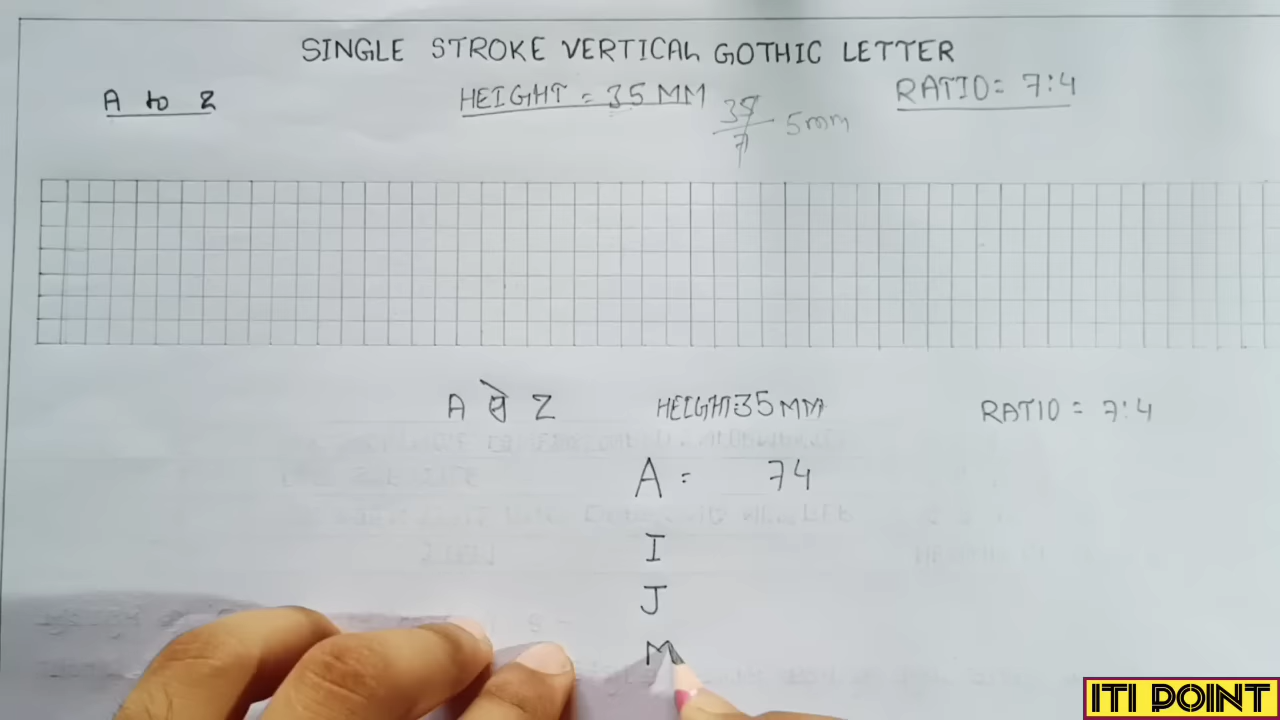 SINGLE STROKE VERTICAL GOTHIC LETTER
A to Z HEIGHT = 35 MM RATIO = 7:4
35/7 5mm
A से Z HEIGHT 35 MM RATIO = 7:4
A = 74
I
J
M
ITI POINT